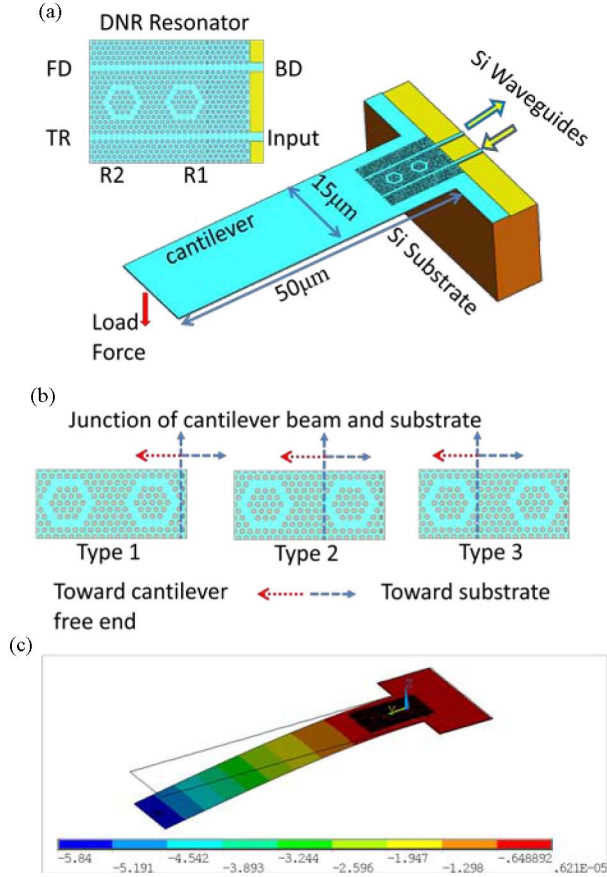 (a)
DNR Resonator
FD
BD
TR
Input
R2
R1
Si Waveguides
15µm
cantilever
50µm
Si Substrate
Load
Force
(b)
Junction of cantilever beam and substrate
Type 1
Type 2
Type 3
Toward cantilever
free end
Toward substrate
(c)
-5.84
-5.191
-4.542
-3.893
-3.244
-2.596
-1.947
-1.298
-.648892
.621E-05